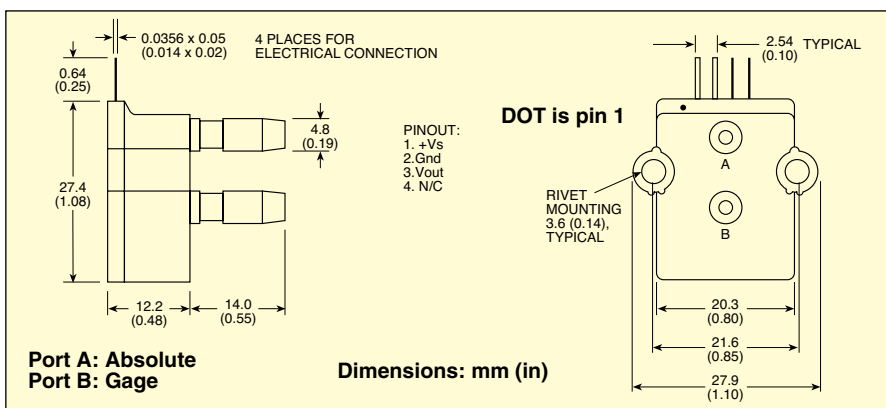 0.0356 x 0.05
(0.014 x 0.02)
4 PLACES FOR
ELECTRICAL CONNECTION
0.64
(0.25)
4.8
(0.19)
27.4
(1.08)
12.2
(0.48)
14.0
(0.55)
PINOUT:
1. +Vs
2.Gnd
3.Vout
4. N/C
Port A: Absolute
Port B: Gage
Dimensions: mm (in)
2.54
(0.10)
TYPICAL
DOT is pin 1
A
B
RIVET
MOUNTING
3.6 (0.14),
TYPICAL
20.3
(0.80)
21.6
(0.85)
27.9
(1.10)